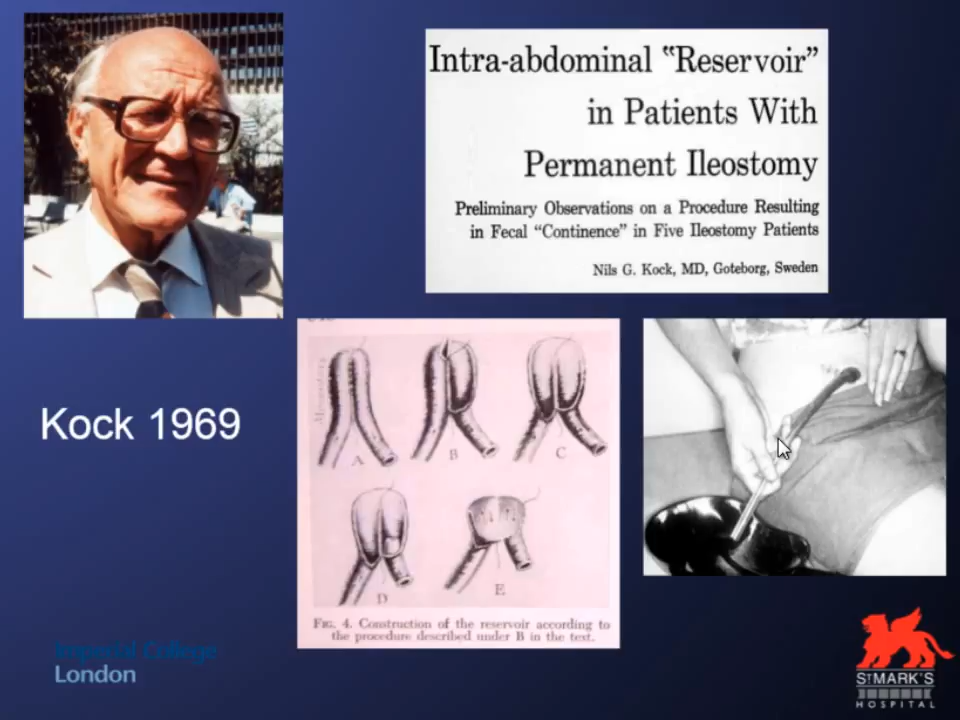 Intra-abdominal “Reservoir”
in Patients With
Permanent Ileostomy
Preliminary Observations on a Procedure Resulting
in Fecal “Continence” in Five Ileostomy Patients
Nils G. Kock, MD, Goteborg, Sweden
Kock 1969
A
B
C
D
E
FIG. 4. Construction of the reservoir according to
the procedure described under B in the text.
Imperial College
London
ST MARK'S
HOSPITAL